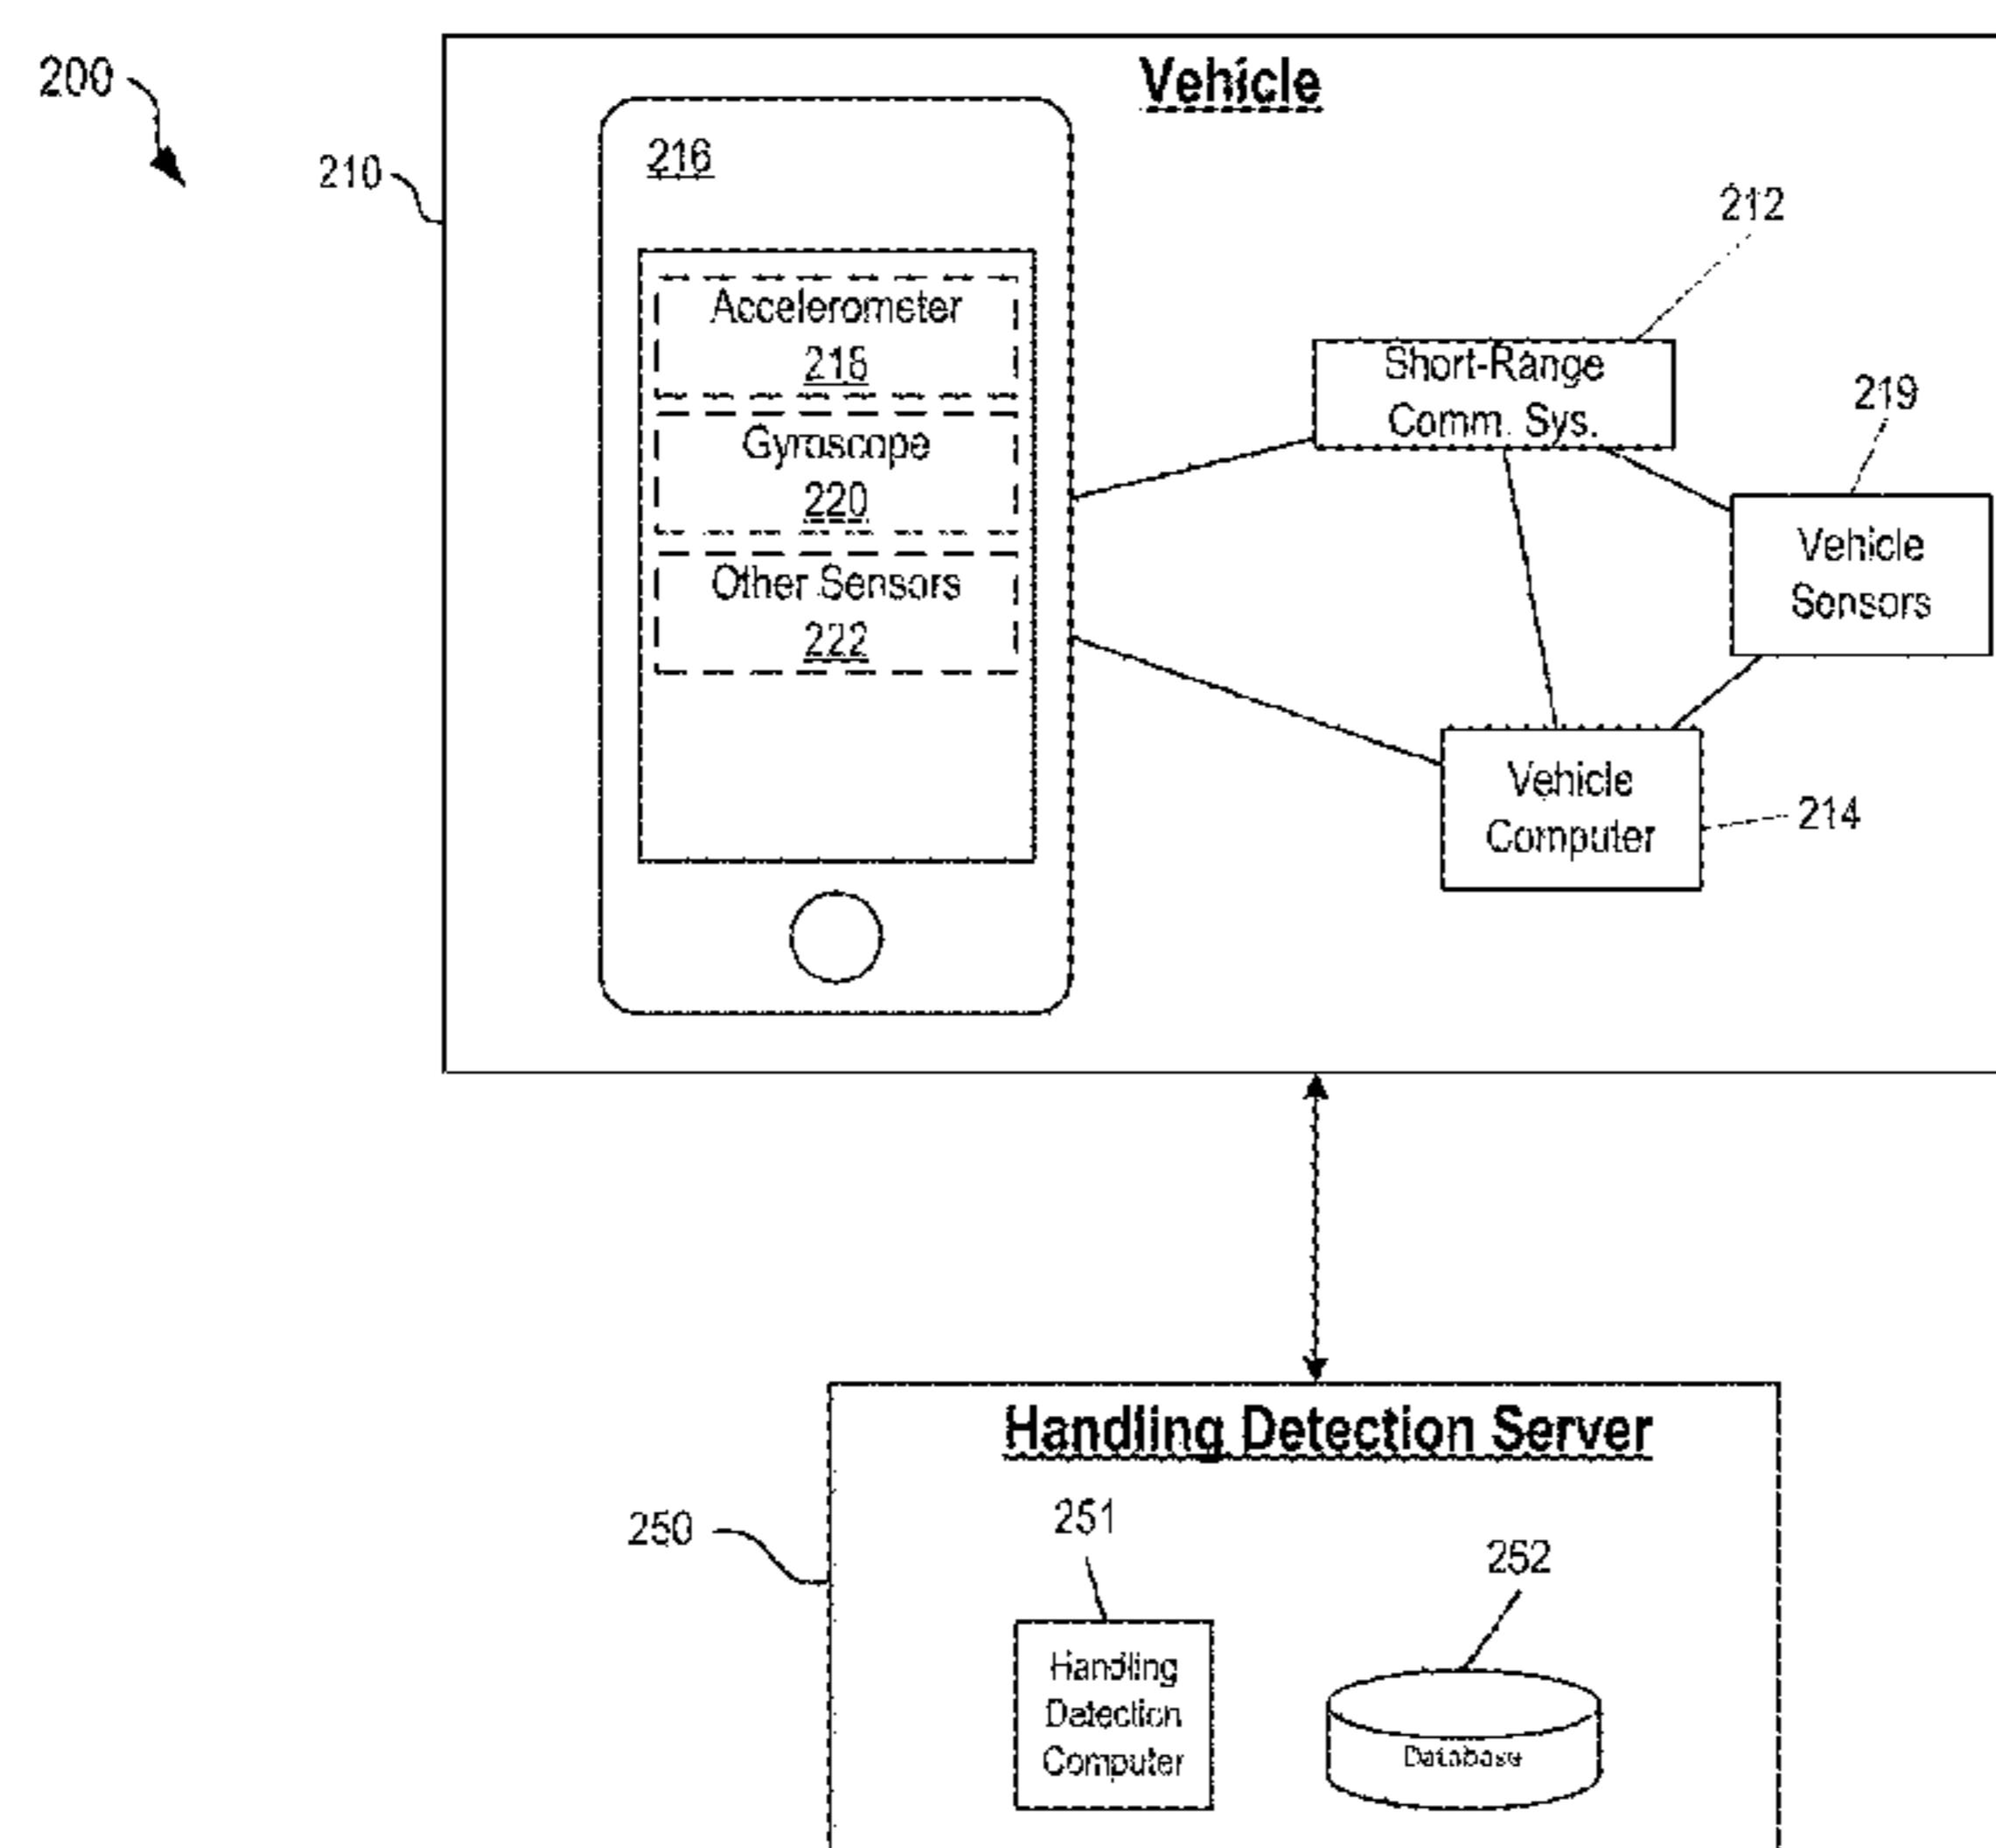 200
Vehicle
210
216
212
Accelerometer
218
Short-Range
Comm. Sys.
219
Gyroscope
220
Vehicle
Sensors
Other Sensors
222
Vehicle
Computer
214
Handling Detection Server
250
251
252
Handling
Detection
Computer
Database